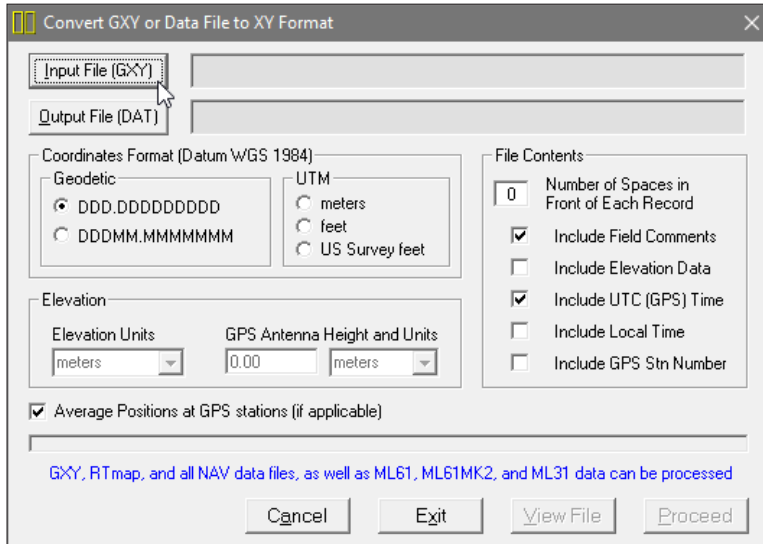 Convert GXY or Data File to XY Format
Input File (GXY)
Output File (DAT)
Coordinates Format (Datum WGS 1984)
Geodetic
DDD.DDDDDDDDD
DDDMM.MMMMMMM
UTM
meters
feet
US Survey feet
File Contents
0 Number of Spaces in
Front of Each Record
Include Field Comments
Include Elevation Data
Include UTC (GPS) Time
Include Local Time
Include GPS Stn Number
Elevation
Elevation Units
meters
GPS Antenna Height and Units
0.00 meters
Average Positions at GPS stations (if applicable)
GXY, RTmap, and all NAV data files, as well as ML61, ML61MK2, and ML31 data can be processed
Cancel Exit View File Proceed